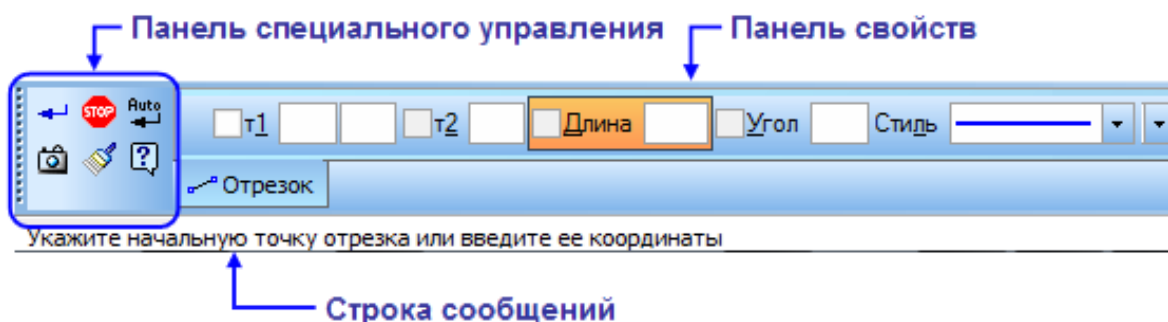 Панель специального управления Панель свойств
STOP Auto
т1 т2 Длина Угол Стиль
?
Отрезок
Укажите начальную точку отрезка или введите ее координаты
Строка сообщений